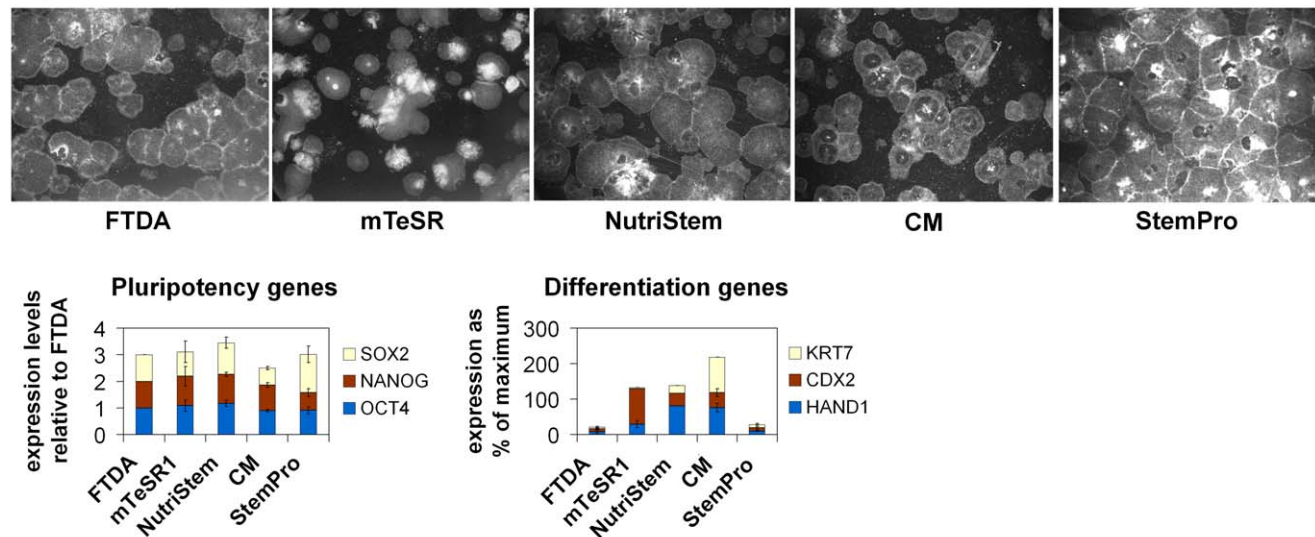 FTDA
mTeSR
NutriStem
CM
StemPro
Pluripotency genes
expression levels
relative to FTDA
4
3
2
1
0
SOX2
NANOG
OCT4
FTDA
mTeSR1
NutriStem
CM
StemPro
Differentiation genes
expression as
% of maximum
300
200
100
0
KRT7
CDX2
HAND1
FTDA
mTeSR1
NutriStem
CM
StemPro